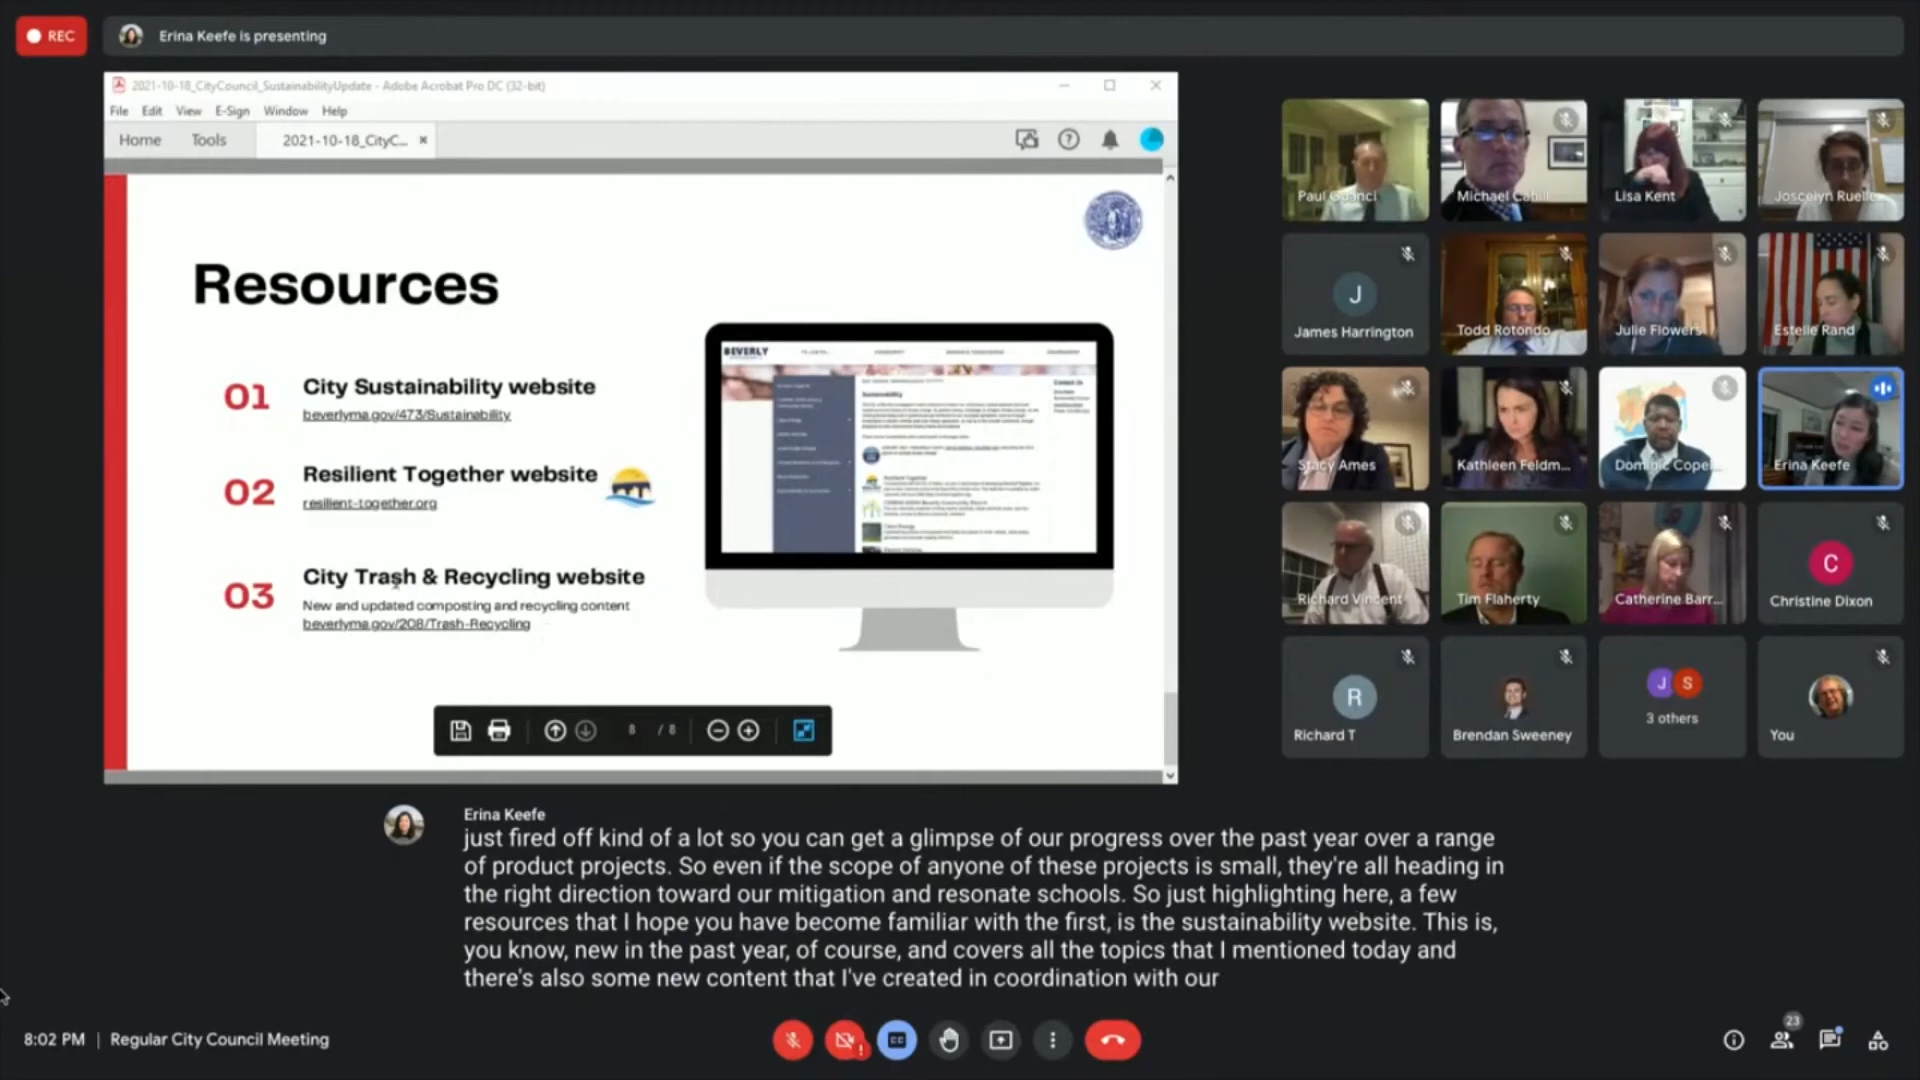 REC
Erina Keefe is presenting
2021-10-18_CityCouncil_SustainabilityUpdate - Adobe Acrobat Pro DC (32-bit)
File Edit View E-Sign Window Help
Home Tools 2021-10-18_CityC...
Resources
01 City Sustainability website
beverlyma.gov/473/Sustainability
02 Resilient Together website
resilient-together.org
03 City Trash & Recycling website
New and updated composting and recycling content
beverlyma.gov/208/Trash-Recycling
BEVERLY
Sustainability
8 / 8
Paul Guanci
Michael Cahill
Lisa Kent
Joscelyn Ruelle...
J
James Harrington
Todd Rotondo
Julie Flowers
Estelle Rand
Stacy Ames
Kathleen Feldm...
Dominic Copel...
Erina Keefe
Richard Vincent
Tim Flaherty
Catherine Barr...
C
Christine Dixon
R
Richard T
Brendan Sweeney
J S
3 others
You
Erina Keefe
just fired off kind of a lot so you can get a glimpse of our progress over the past year over a range
of product projects. So even if the scope of anyone of these projects is small, they're all heading in
the right direction toward our mitigation and resonate schools. So just highlighting here, a few
resources that I hope you have become familiar with the first, is the sustainability website. This is,
you know, new in the past year, of course, and covers all the topics that I mentioned today and
there's also some new content that I've created in coordination with our
8:02 PM | Regular City Council Meeting
CC
23